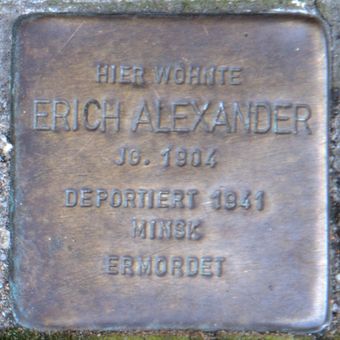 HIER WOHNTE
ERICH ALEXANDER
JG. 1904
DEPORTIERT 1941
MINSK
ERMORDET